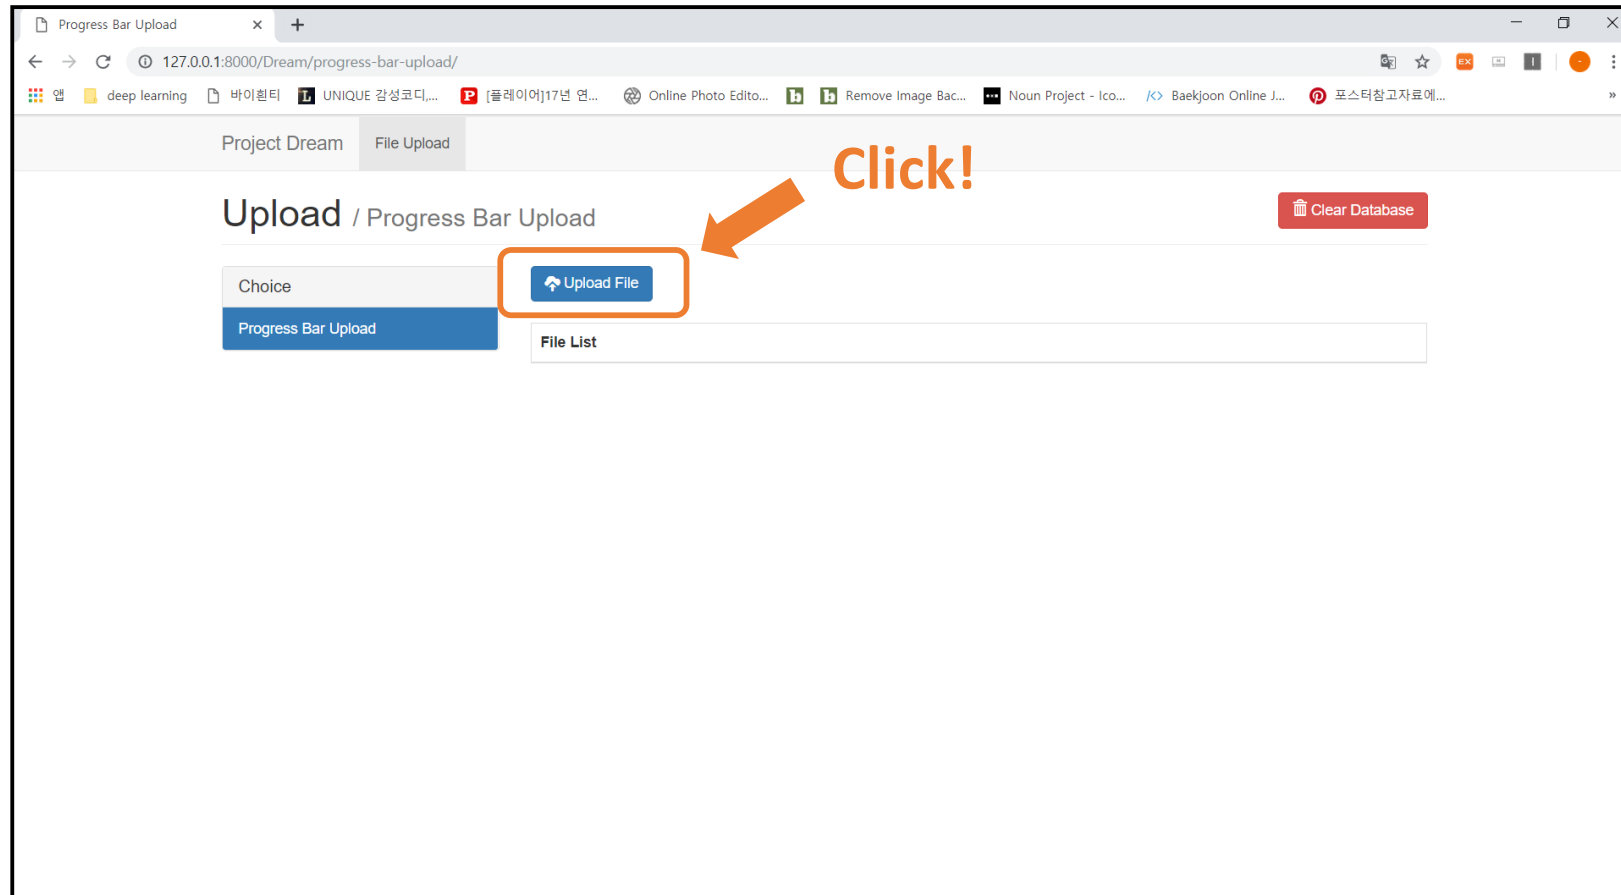 Progress Bar Upload
127.0.0.1:8000/Dream/progress-bar-upload/
앱 deep learning 바이흰티 UNIQUE 감성코디,... [플레이어]17년 연... Online Photo Edito... Remove Image Bac... Noun Project - Ico... Baekjoon Online J... 포스터참고자료에...
Project Dream File Upload
Click!
Upload / Progress Bar Upload
Clear Database
Choice
Upload File
Progress Bar Upload
File List